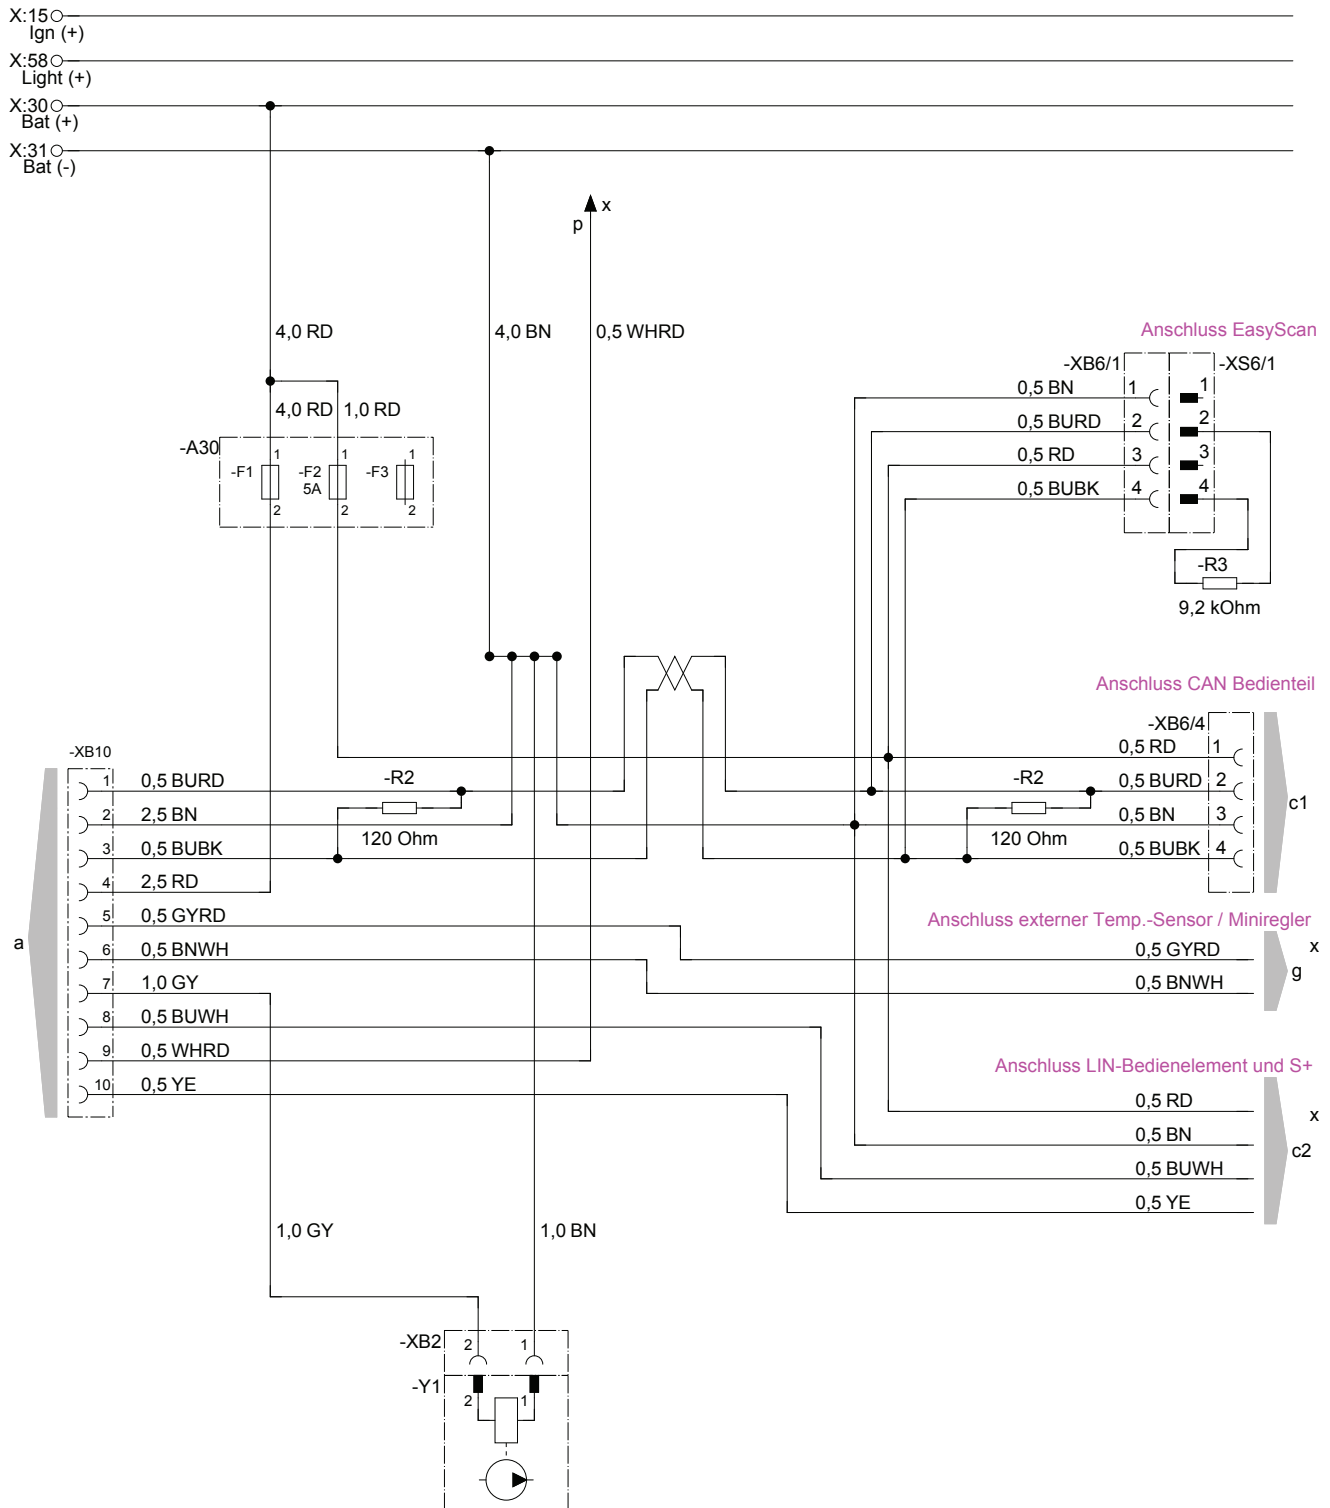 X:15
Ign (+)
X:58
Light (+)
X:30
Bat (+)
X:31
Bat (-)
x
p
4,0 RD
4,0 BN
0,5 WHRD
Anschluss EasyScan
-XB6/1
-XS6/1
0,5 BN
1
1
0,5 BURD
2
2
0,5 RD
3
3
0,5 BUBK
4
4
-R3
9,2 kOhm
4,0 RD
1,0 RD
-A30
1
1
1
-F1
-F2
5A
-F3
2
2
2
Anschluss CAN Bedienteil
-XB6/4
0,5 RD
1
0,5 BURD
2
0,5 BN
3
0,5 BUBK
4
-R2
120 Ohm
c1
-XB10
1
0,5 BURD
2
2,5 BN
3
0,5 BUBK
4
2,5 RD
5
0,5 GYRD
6
0,5 BNWH
7
1,0 GY
8
0,5 BUWH
9
0,5 WHRD
10
0,5 YE
-R2
120 Ohm
a
Anschluss externer Temp.-Sensor / Miniregler
0,5 GYRD
x
0,5 BNWH
g
Anschluss LIN-Bedienelement und S+
0,5 RD
x
0,5 BN
c2
0,5 BUWH
0,5 YE
1,0 GY
1,0 BN
-XB2
2
1
-Y1
2
1